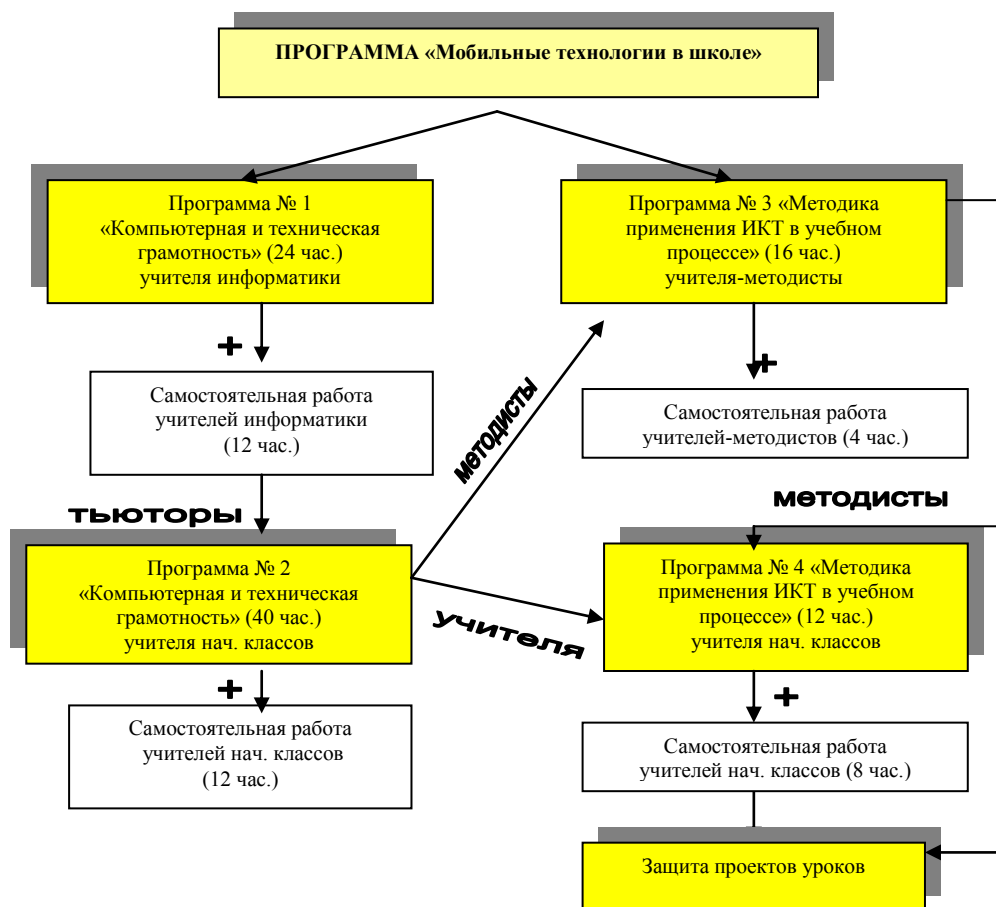 ПРОГРАММА «Мобильные технологии в школе»
Программа № 1
«Компьютерная и техническая
грамотность» (24 час.)
учителя информатики
Программа № 3 «Методика
применения ИКТ в учебном
процессе» (16 час.)
учителя-методисты
+
Самостоятельная работа
учителей информатики
(12 час.)
методисты
+
Самостоятельная работа
учителей-методистов (4 час.)
тьюторы
методисты
Программа № 2
«Компьютерная и техническая
грамотность» (40 час.)
учителя нач. классов
учителя
Программа № 4 «Методика
применения ИКТ в учебном
процессе» (12 час.)
учителя нач. классов
+
Самостоятельная работа
учителей нач. классов
(12 час.)
+
Самостоятельная работа
учителей нач. классов (8 час.)
Защита проектов уроков